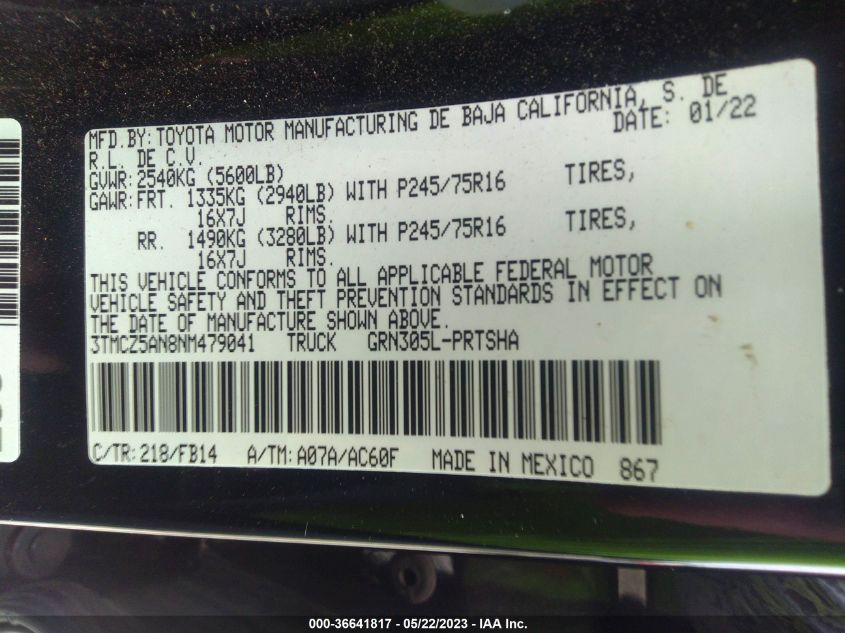 MFD.BY:TOYOTA MOTOR MANUFACTURING DE BAJA CALIFORNIA, S. DE
R.L. DE C.V. DATE: 01/22
GVWR:2540KG (5600LB)
GAWR:FRT. 1335KG (2940LB) WITH P245/75R16 TIRES,
16X7J RIMS.
RR. 1490KG (3280LB) WITH P245/75R16 TIRES,
16X7J RIMS.
THIS VEHICLE CONFORMS TO ALL APPLICABLE FEDERAL MOTOR
VEHICLE SAFETY AND THEFT PREVENTION STANDARDS IN EFFECT ON
THE DATE OF MANUFACTURE SHOWN ABOVE.
3TMCZ5AN8NM479041 TRUCK GRN305L-PRTSHA
C/TR:218/FB14 A/TM:A07A/AC60F MADE IN MEXICO 867
000-36641817 - 05/22/2023 - IAA Inc.